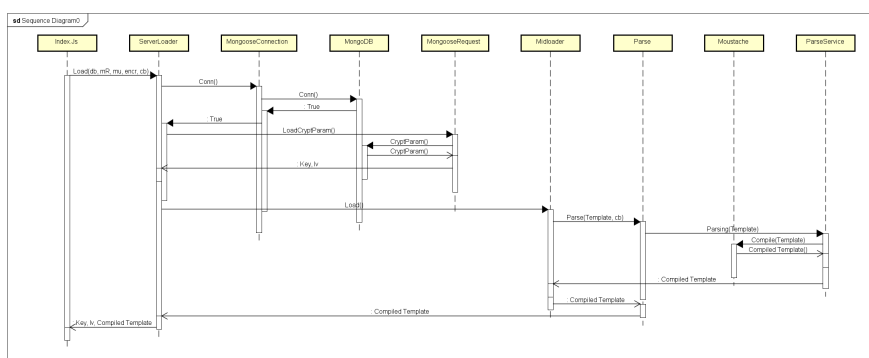 sd Sequence Diagram0
Index.Js ServerLoader MongooseConnection MongoDB MongooseRequest Midloader Parse Moustache ParseService
Load(db, mR, mu, encr, cb)
Conn()
Conn()
: True
: True
LoadCryptParam()
CryptParam()
CryptParam()
: Key, Iv
Load()
Parse(Template, cb)
Parsing(Template)
Compile(Template)
Compiled Template()
: Compiled Template
: Compiled Template
: Compiled Template
: Key, Iv, Compiled Template